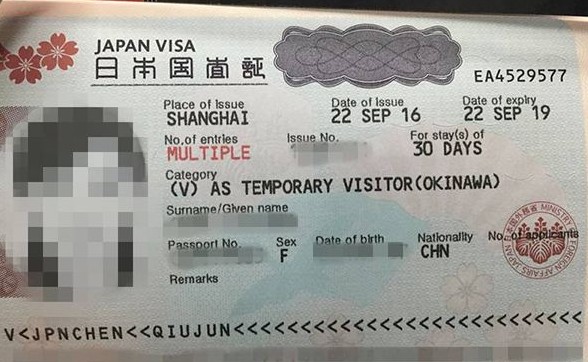 JAPAN VISA
日本国査証
EA4529577
Place of Issue Date of Issue Date of expiry
SHANGHAI 22 SEP 16 22 SEP 19
No.of entries Issue No. For stay(s) of
MULTIPLE 30 DAYS
Category
(V) AS TEMPORARY VISITOR(OKINAWA)
Surname/Given name
Passport No. Sex Date of birth Nationality No. of applicants
F CHN
Remarks
V<JPNCHEN<<QIUJUN<<<<<<<<<<<<<<<<<<<<<<<<<<<